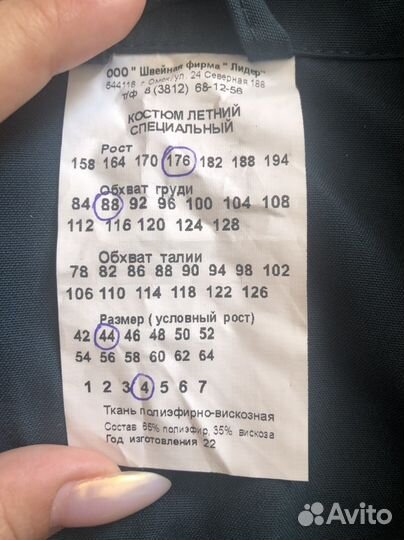 ООО " Швейная фирма " Лидер"
644116 г Омск, ул. 24 Северная 188
т/ф 8 (3812) 68-12-56
КОСТЮМ ЛЕТНИЙ
СПЕЦИАЛЬНЫЙ
Рост
158 164 170 176 182 188 194
Обхват груди
84 88 92 96 100 104 108
112 116 120 124 128
Обхват талии
78 82 86 88 90 94 98 102
106 110 114 118 122 126
Размер ( условный рост)
42 44 46 48 50 52
54 56 58 60 62 64
1 2 3 4 5 6 7
Ткань полиэфирно-вискозная
Состав 65% полиэфир, 35% вискоза
Год изготовления 22
Avito